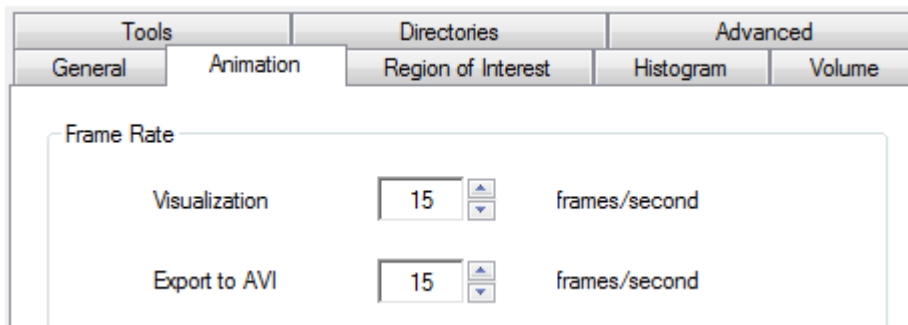 Tools Directories Advanced
General Animation Region of Interest Histogram Volume
Frame Rate
Visualization 15 frames/second
Export to AVI 15 frames/second